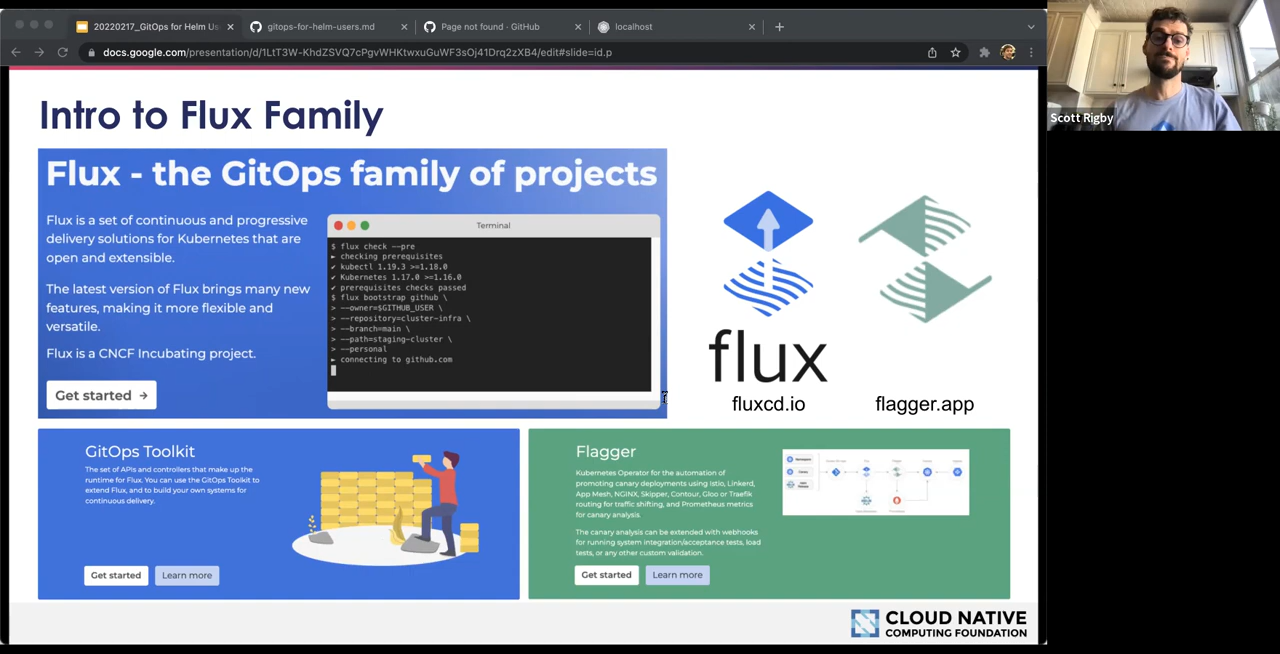 20220217_GitOps for Helm Us
gitops-for-helm-users.md
Page not found · GitHub
localhost
docs.google.com/presentation/d/1LtT3W-KhdZSVQ7cPgvWHKtwxuGuWF3sOj41Drq2zXB4/edit#slide=id.p
Scott Rigby
Intro to Flux Family
Flux - the GitOps family of projects
Flux is a set of continuous and progressive
delivery solutions for Kubernetes that are
open and extensible.
The latest version of Flux brings many new
features, making it more flexible and
versatile.
Flux is a CNCF Incubating project.
Get started →
Terminal
$ flux check --pre
► checking prerequisites
✔ kubectl 1.19.3 >=1.18.0
✔ Kubernetes 1.17.0 >=1.16.0
✔ prerequisites checks passed
$ flux bootstrap github \
> --owner=$GITHUB_USER \
> --repository=cluster-infra \
> --branch=main \
> --path=staging-cluster \
> --personal
► connecting to github.com
flux
fluxcd.io
flagger.app
GitOps Toolkit
The set of APIs and controllers that make up the
runtime for Flux. You can use the GitOps Toolkit to
extend Flux, and to build your own systems for
continuous delivery.
Get started
Learn more
Flagger
Kubernetes Operator for the automation of
promoting canary deployments using Istio, Linkerd,
App Mesh, NGINX, Skipper, Contour, Gloo or Traefik
routing for traffic shifting, and Prometheus metrics
for canary analysis.
The canary analysis can be extended with webhooks
for running system integration/acceptance tests, load
tests, or any other custom validation.
Get started
Learn more
CLOUD NATIVE
COMPUTING FOUNDATION